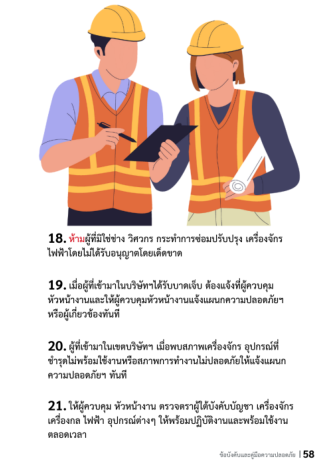 18. ห้ามผู้ที่มิใช่ช่าง วิศวกร กระทำการซ่อมปรับปรุง เครื่องจักร
ไฟฟ้าโดยไม่ได้รับอนุญาตโดยเด็ดขาด
19. เมื่อผู้ที่เข้ามาในบริษัทฯได้รับบาดเจ็บ ต้องแจ้งที่ผู้ควบคุม
หัวหน้างานและให้ผู้ควบคุมหัวหน้างานแจ้งแผนกความปลอดภัยฯ
หรือผู้เกี่ยวข้องทันที
20. ผู้ที่เข้ามาในเขตบริษัทฯ เมื่อพบสภาพเครื่องจักร อุปกรณ์ที่
ชำรุดไม่พร้อมใช้งานหรือสภาพการทำงานไม่ปลอดภัยให้แจ้งแผนก
ความปลอดภัยฯ ทันที
21. ให้ผู้ควบคุม หัวหน้างาน ตรวจตราผู้ใต้บังคับบัญชา เครื่องจักร
เครื่องกล ไฟฟ้า อุปกรณ์ต่างๆ ให้พร้อมปฏิบัติงานและพร้อมใช้งาน
ตลอดเวลา
ข้อบังคับและคู่มือความปลอดภัย | 58